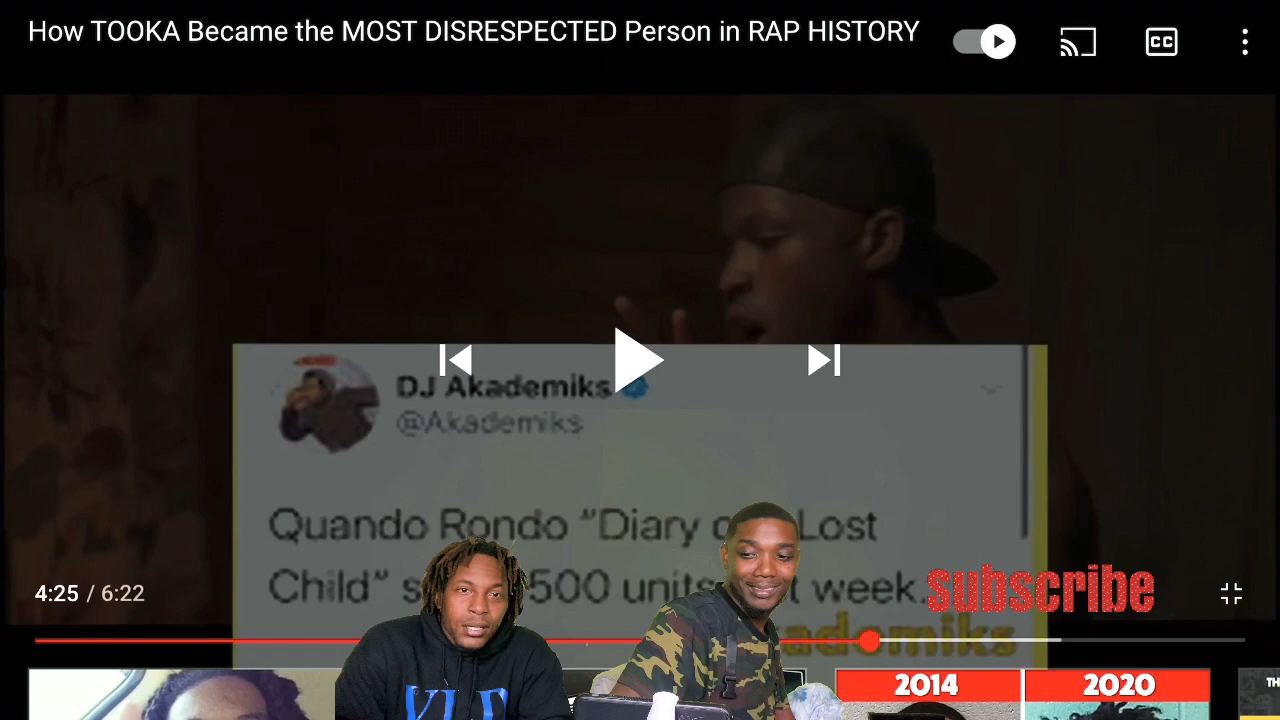 How TOOKA Became the MOST DISRESPECTED Person in RAP HISTORY
CC
DJ Akademiks
@Akademiks
Quando Rondo “Diary Lost
Child” 500 units week.
4:25 / 6:22
subscribe
2014
2020